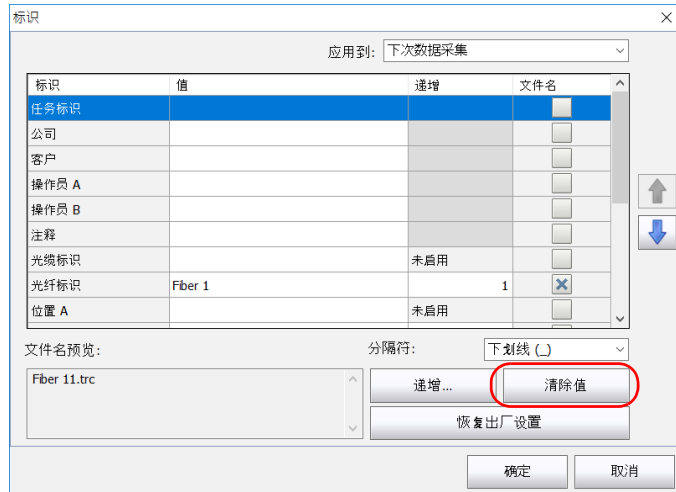 标识
应用到: 下次数据采集
标识 值 递增 文件名
任务标识
公司
客户
操作员 A
操作员 B
注释
光缆标识 未启用
光纤标识 Fiber 1 1
位置 A 未启用
文件名预览: 分隔符: 下划线 (_)
Fiber 11.trc
递增... 清除值
恢复出厂设置
确定 取消